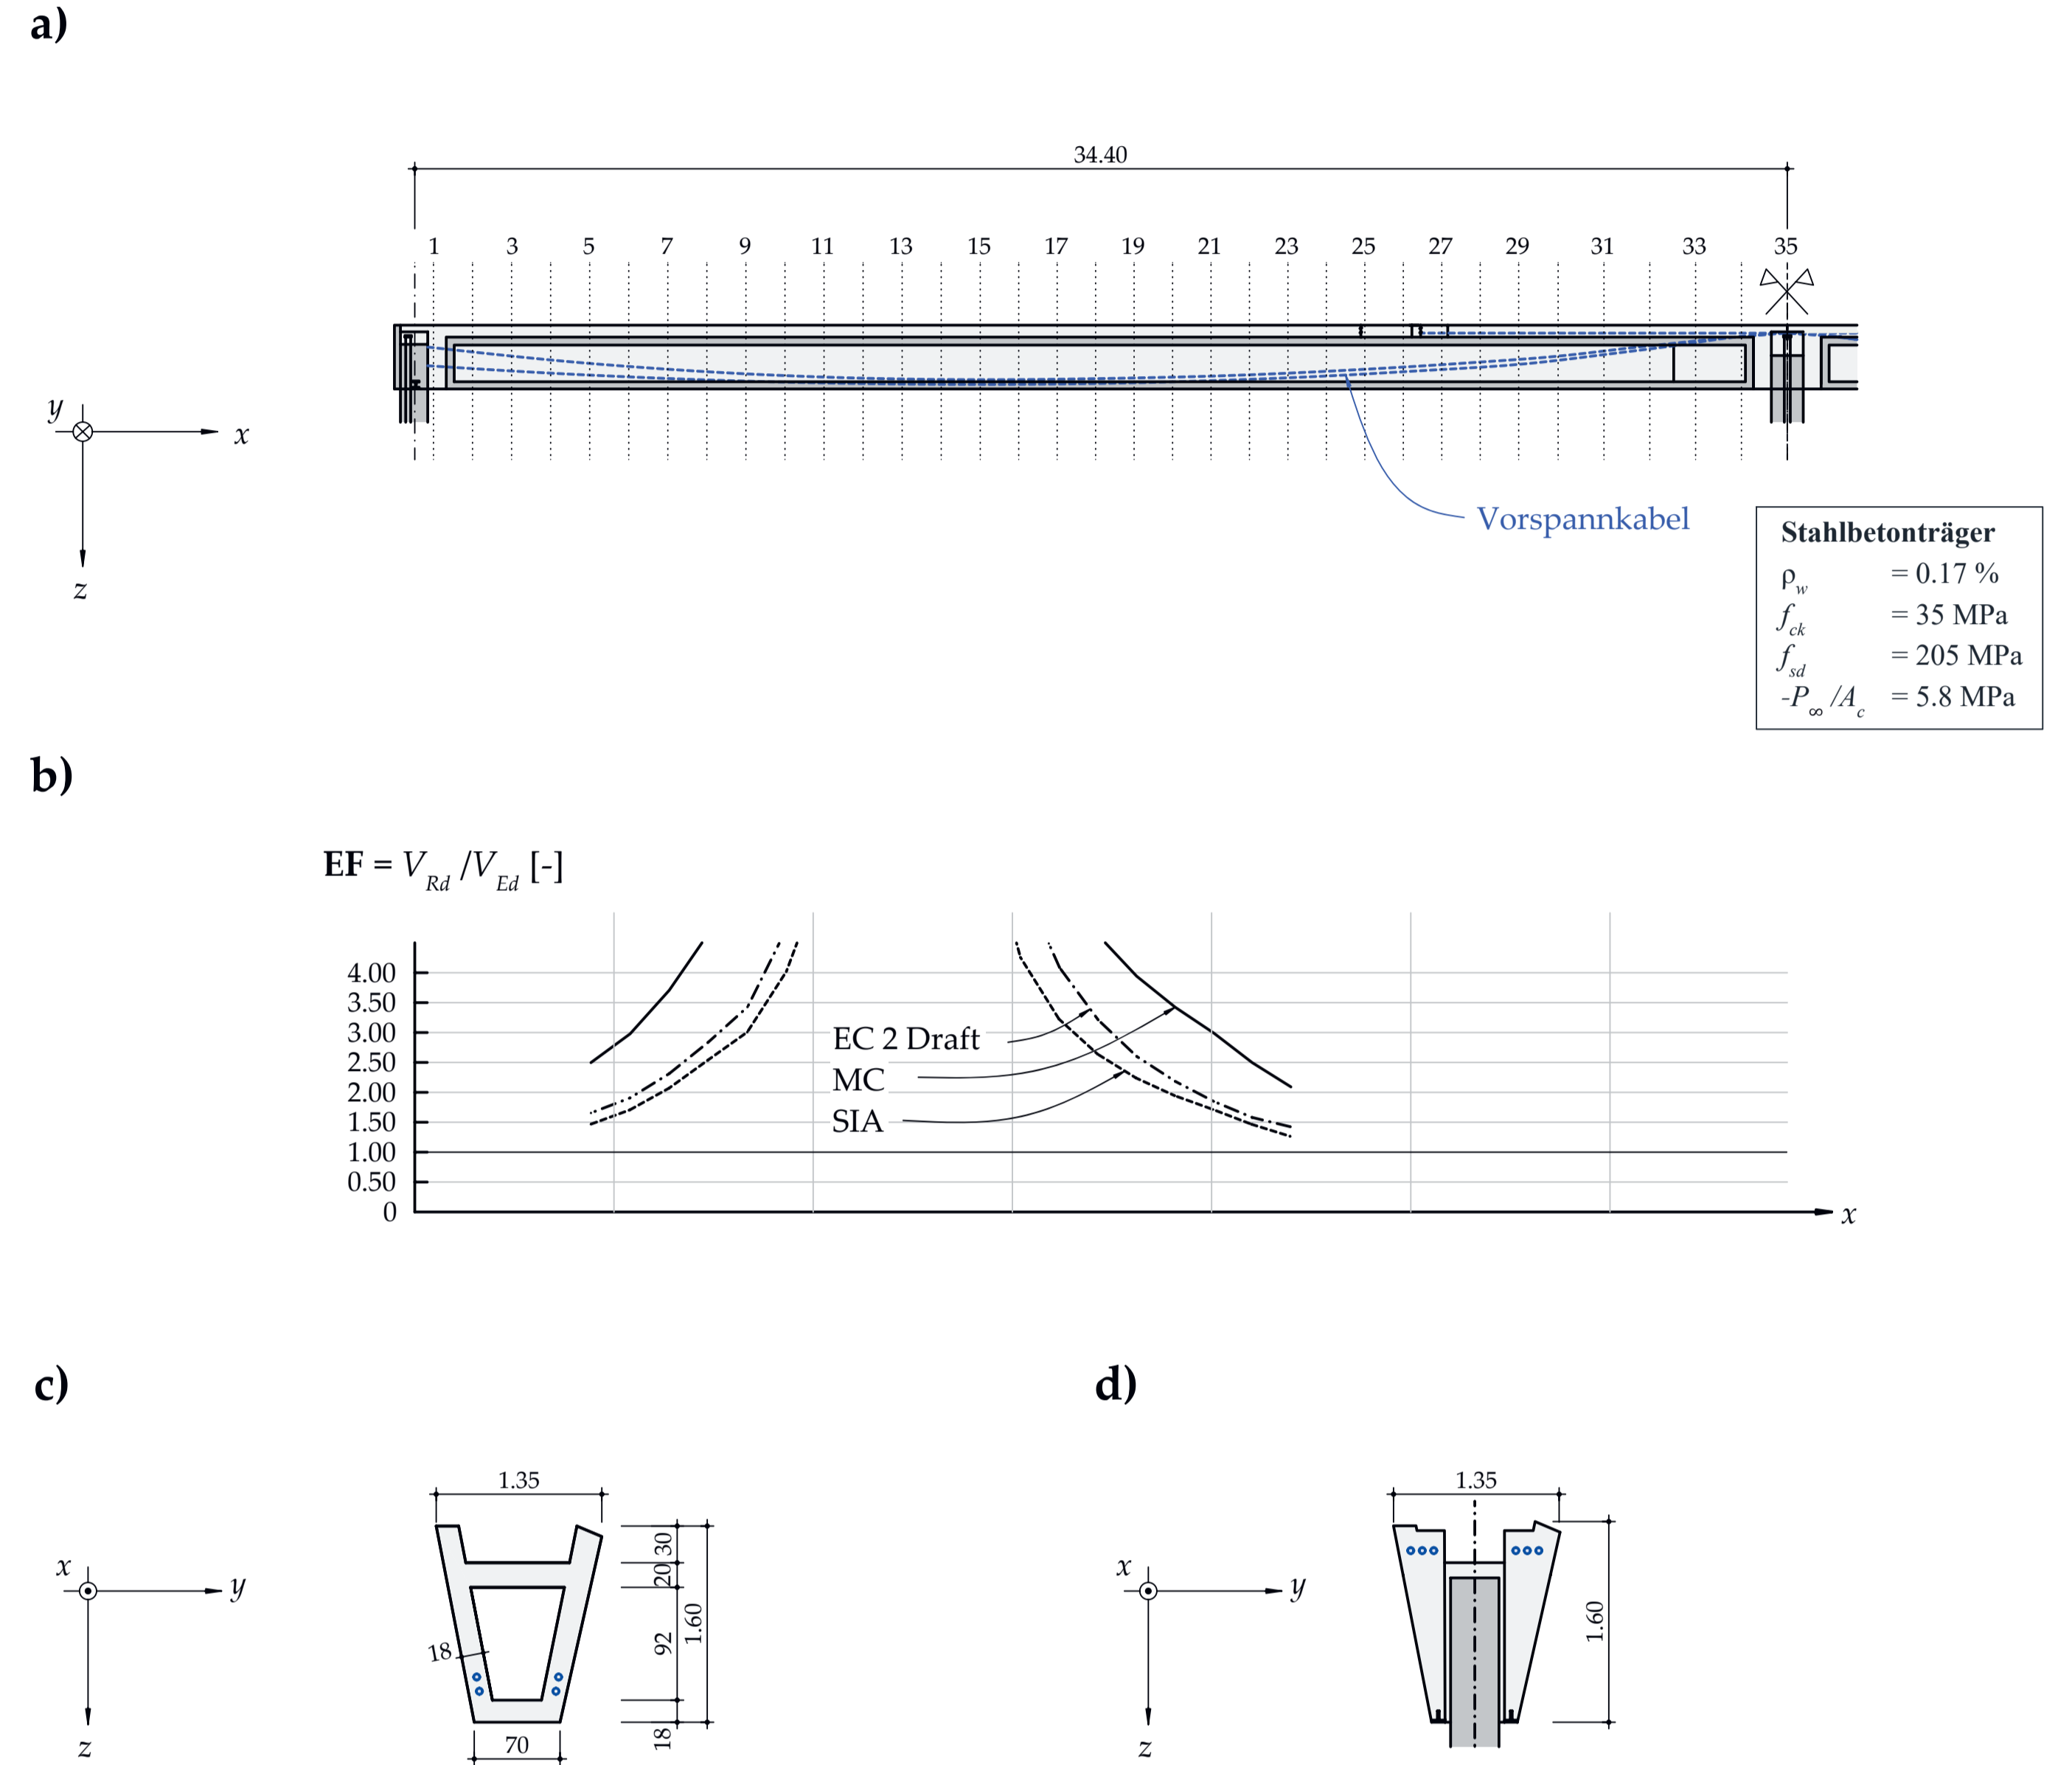 a)
34.40
1 3 5 7 9 11 13 15 17 19 21 23 25 27 29 31 33 35
y
x
z
Vorspannkabel
Stahlbetonträger
ρw = 0.17 %
fck = 35 MPa
fsd = 205 MPa
-P∞ /Ac = 5.8 MPa
b)
EF = VRd /VEd [-]
4.00
3.50
3.00
2.50
2.00
1.50
1.00
0.50
0
x
EC 2 Draft
MC
SIA
c)
1.35
x
y
z
18
30
20
92
18
1.60
70
d)
1.35
x
y
z
1.60